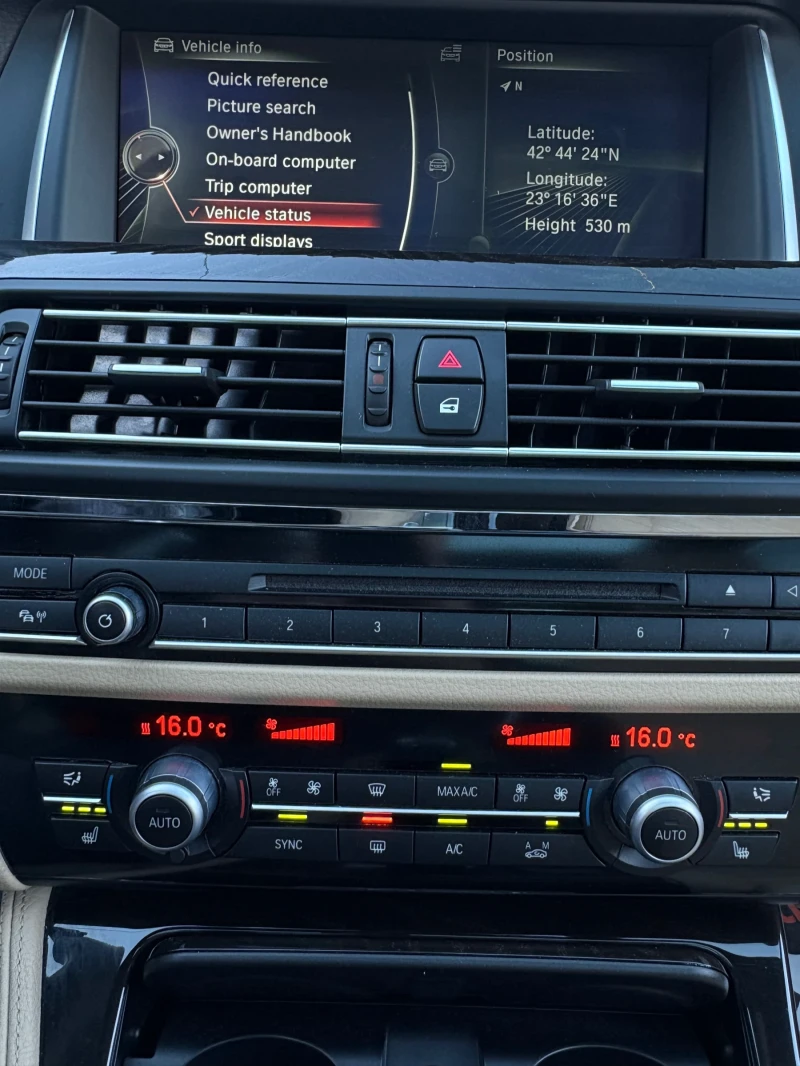 Vehicle info
Quick reference
Picture search
Owner's Handbook
On-board computer
Trip computer
Vehicle status
Sport displays
Position
N
Latitude:
42° 44' 24"N
Longitude:
23° 16' 36"E
Height 530 m
MODE
1 2 3 4 5 6 7
16.0 °C
16.0 °C
OFF
MAX A/C
OFF
AUTO
AUTO
SYNC
A/C
A M